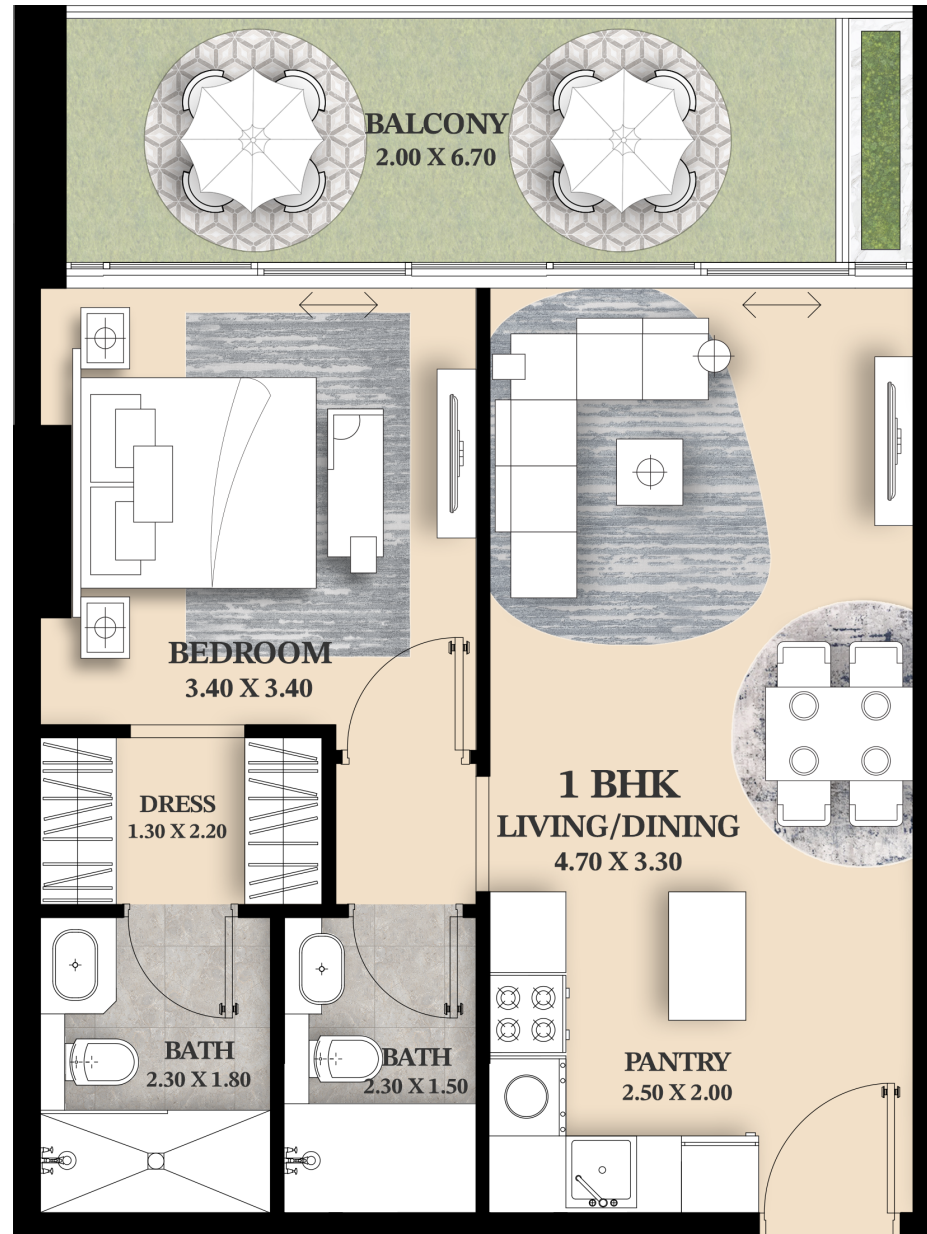 BALCONY
2.00 X 6.70
BEDROOM
3.40 X 3.40
DRESS
1.30 X 2.20
1 BHK
LIVING/DINING
4.70 X 3.30
BATH
2.30 X 1.80
BATH
2.30 X 1.50
PANTRY
2.50 X 2.00